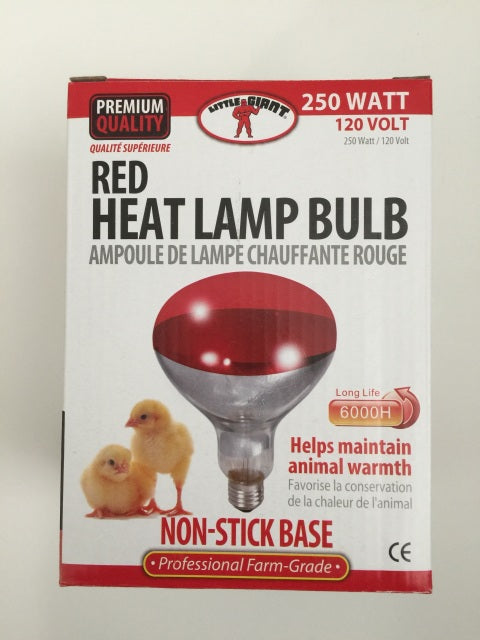 PREMIUM
QUALITY
QUALITÉ SUPÉRIEURE
LITTLE GIANT
250 WATT
120 VOLT
250 Watt / 120 Volt
RED
HEAT LAMP BULB
AMPOULE DE LAMPE CHAUFFANTE ROUGE
Long Life
6000H
Helps maintain
animal warmth
Favorise la conservation
de la chaleur de l'animal
NON-STICK BASE
• Professional Farm-Grade •
CE